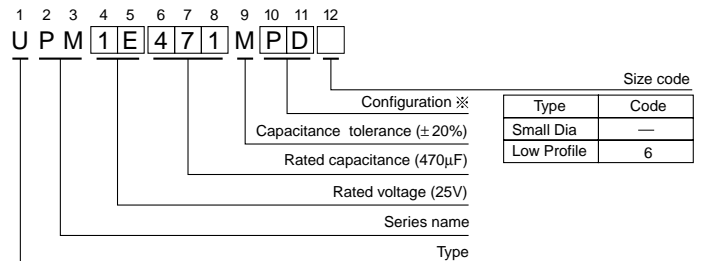 1 2 3 4 5 6 7 8 9 10 11 12
U P M 1 E 4 7 1 M P D
Size code
Configuration ※
Capacitance tolerance (±20%)
Rated capacitance (470µF)
Rated voltage (25V)
Series name
Type
Type Code
Small Dia —
Low Profile 6